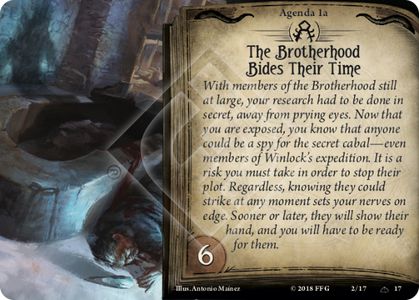 Agenda 1a
The Brotherhood
Bides Their Time
With members of the Brotherhood still
at large, your research had to be done in
secret, away from prying eyes. Now that
you are exposed, you know that anyone
could be a spy for the secret cabal—even
members of Winlock's expedition. It is a
risk you must take in order to stop their
plot. Regardless, knowing they could
strike at any moment sets your nerves on
edge. Sooner or later, they will show their
hand, and you will have to be ready
for them.
6
Illus. Antonio Maínez
© 2018 FFG
2/17
17